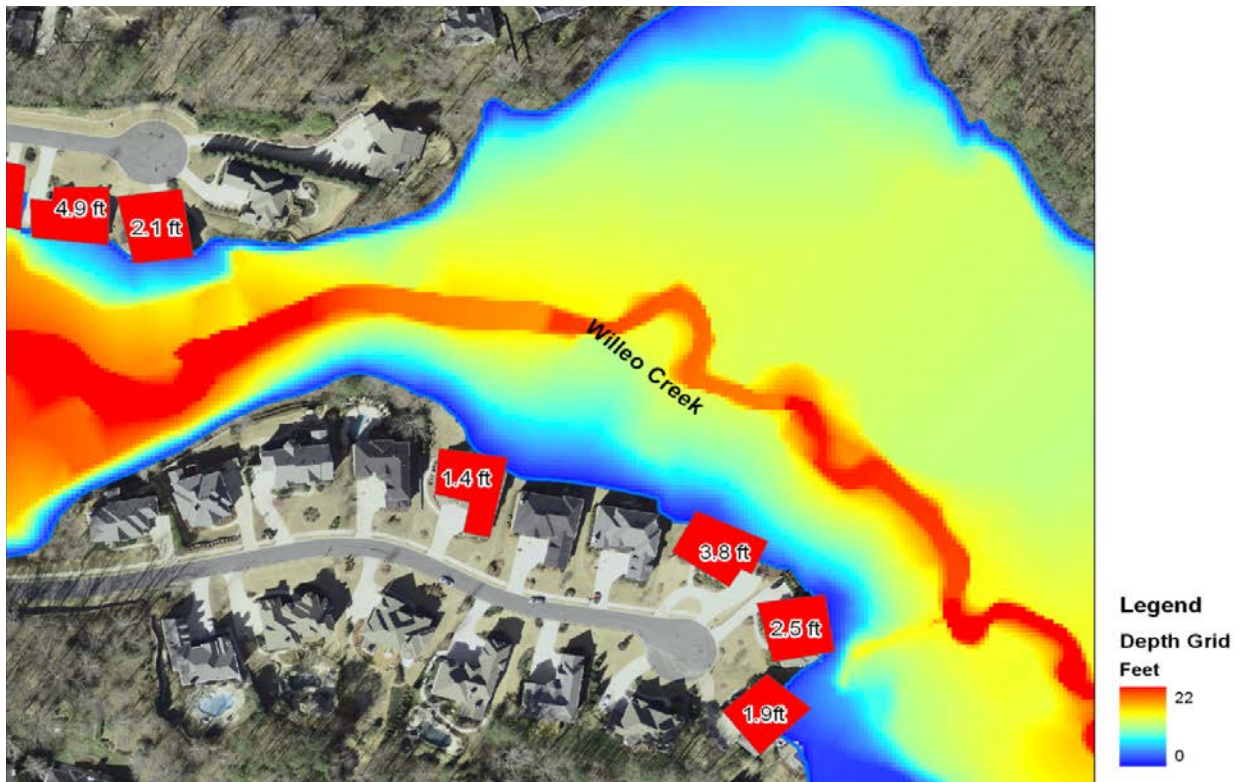 4.9 ft
2.1 ft
Willeo Creek
1.4 ft
3.8 ft
2.5 ft
1.9ft
Legend
Depth Grid
Feet
22
0